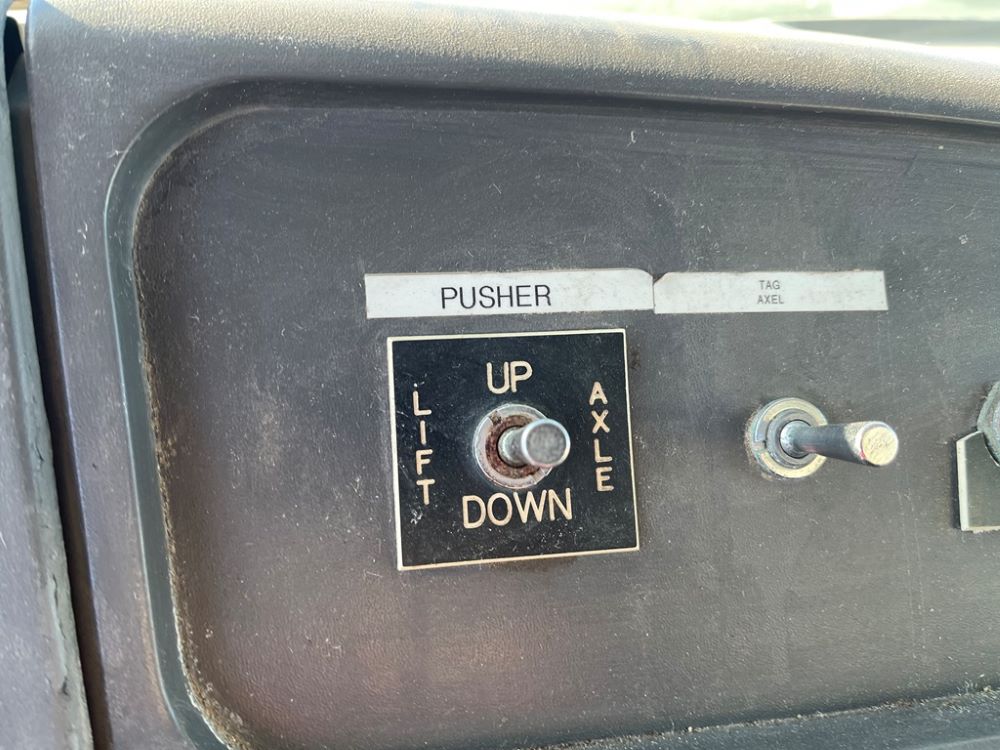 PUSHER
TAG
AXEL
UP
LIFT
AXLE
DOWN